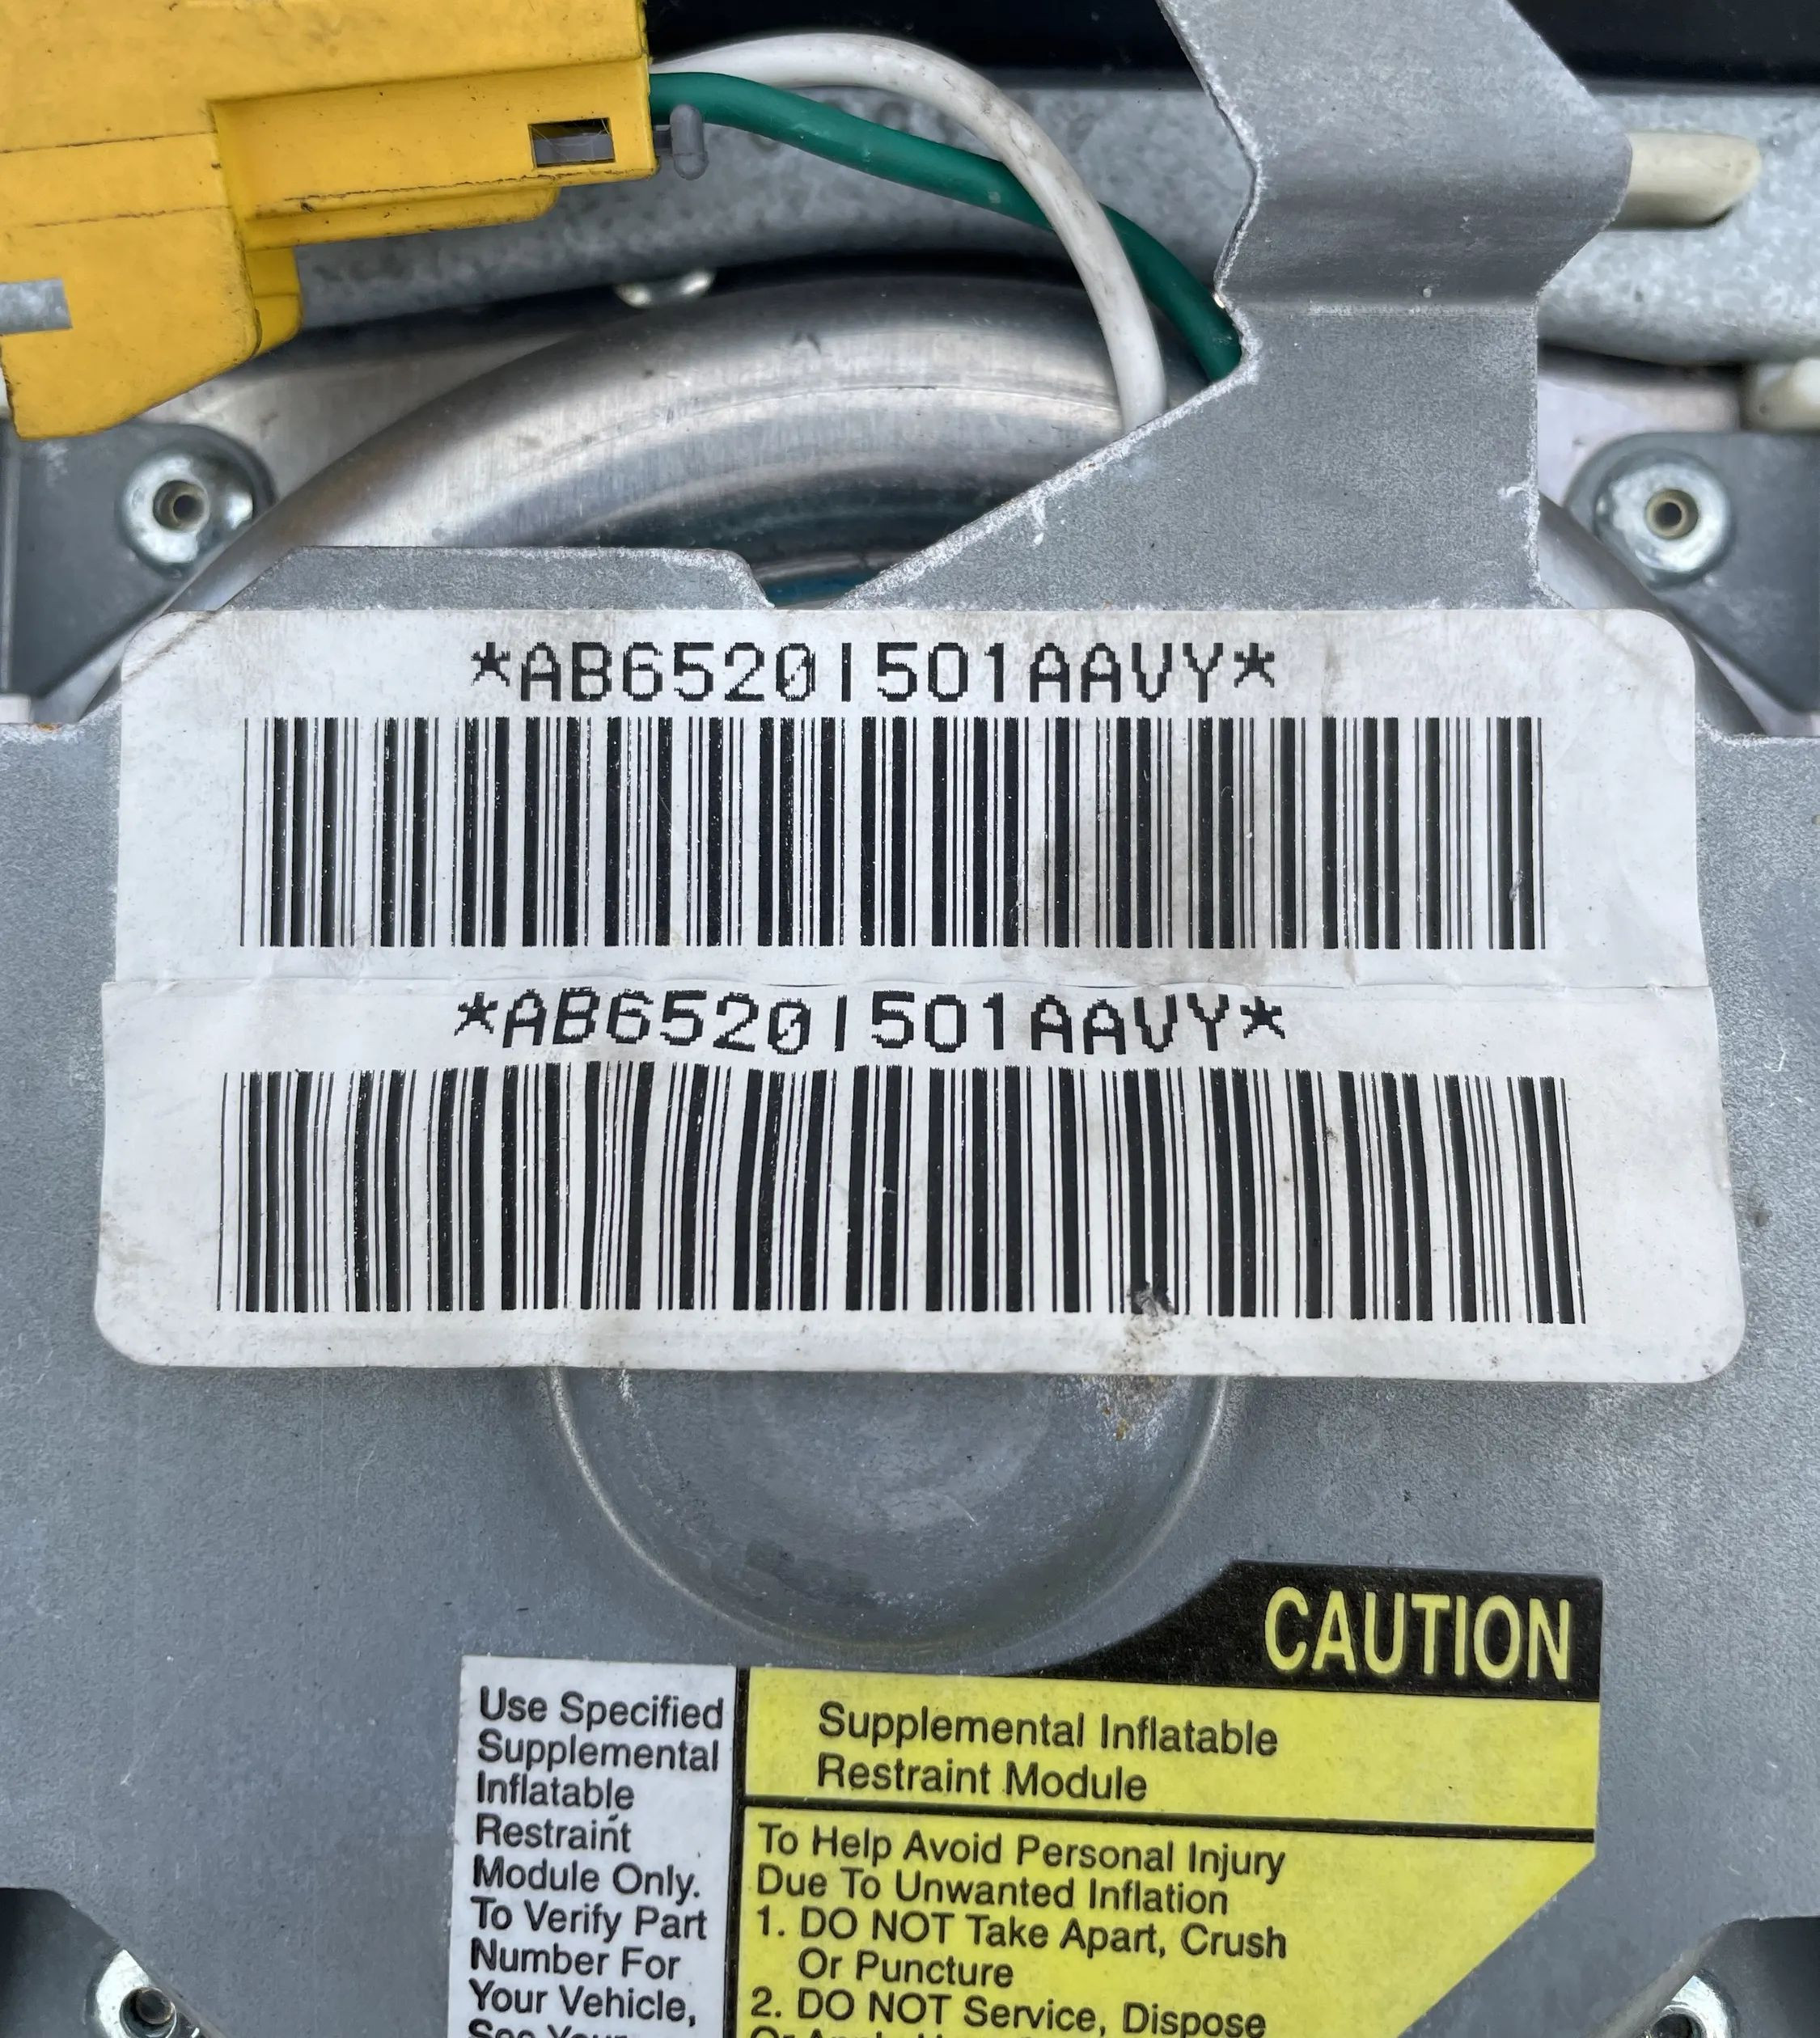 *AB6520I501AAVY*
*AB6520I501AAVY*
CAUTION
Use Specified
Supplemental
Inflatable
Restraint
Module Only.
To Verify Part
Number For
Your Vehicle,
See Your
Supplemental Inflatable
Restraint Module
To Help Avoid Personal Injury
Due To Unwanted Inflation
1. DO NOT Take Apart, Crush
Or Puncture
2. DO NOT Service, Dispose